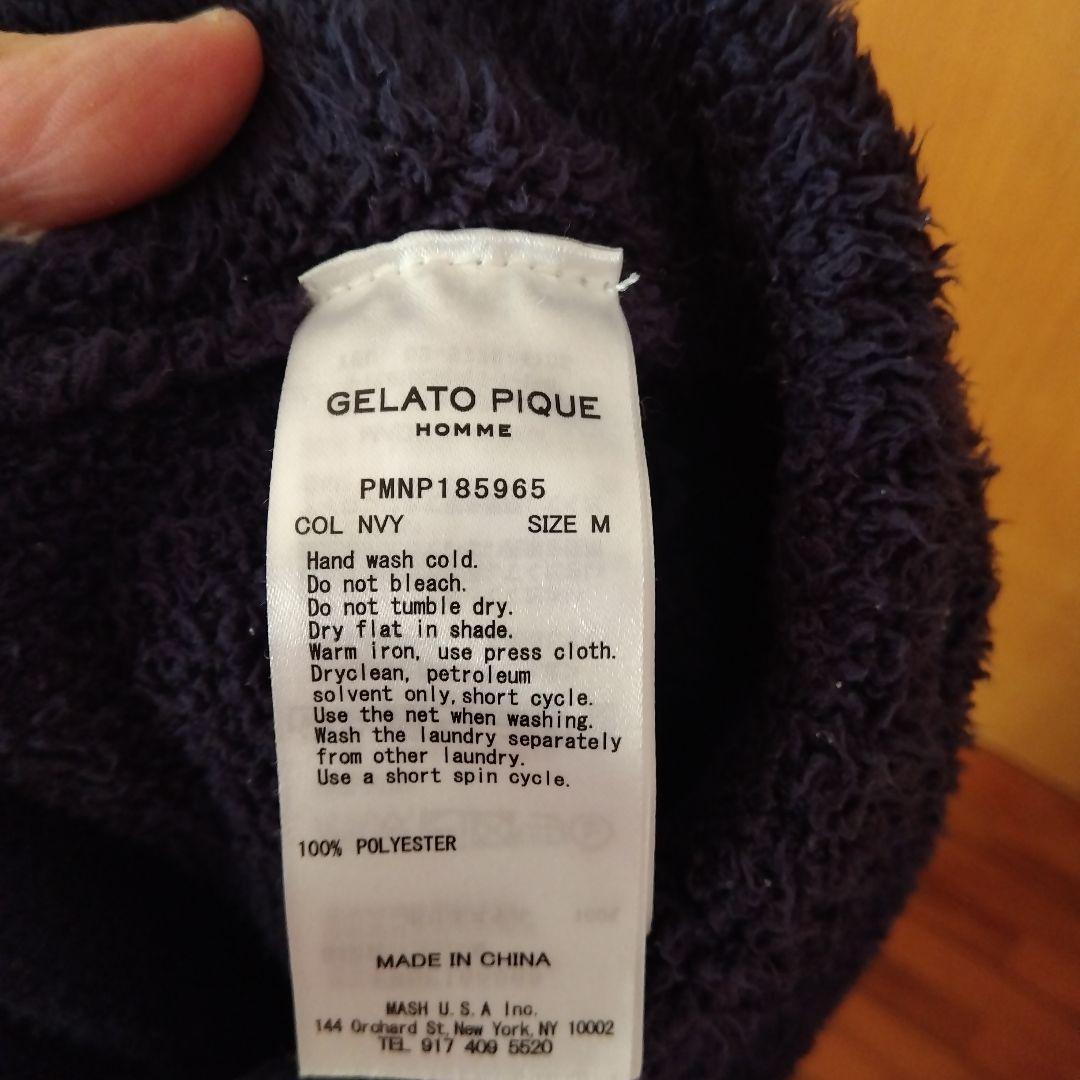 GELATO PIQUE
HOMME
PMNP185965
COL NVY SIZE M
Hand wash cold.
Do not bleach.
Do not tumble dry.
Dry flat in shade.
Warm iron, use press cloth.
Dryclean, petroleum
solvent only, short cycle.
Use the net when washing.
Wash the laundry separately
from other laundry.
Use a short spin cycle.
100% POLYESTER
MADE IN CHINA
MASH U.S.A Inc.
144 Orchard St, New York, NY 10002
TEL 917 409 5520